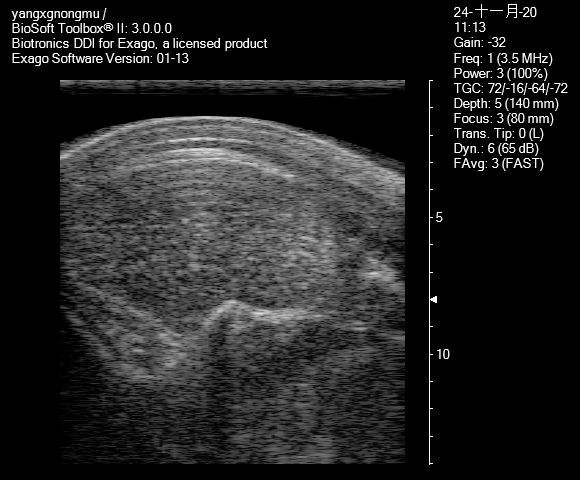 yangxgnongmu /
BioSoft Toolbox® II: 3.0.0.0
Biotronics DDI for Exago, a licensed product
Exago Software Version: 01-13
24-十一月-20
11:13
Gain: -32
Freq: 1 (3.5 MHz)
Power: 3 (100%)
TGC: 72/-16/-64/-72
Depth: 5 (140 mm)
Focus: 3 (80 mm)
Trans. Tip: 0 (L)
Dyn.: 6 (65 dB)
FAvg: 3 (FAST)
5
10